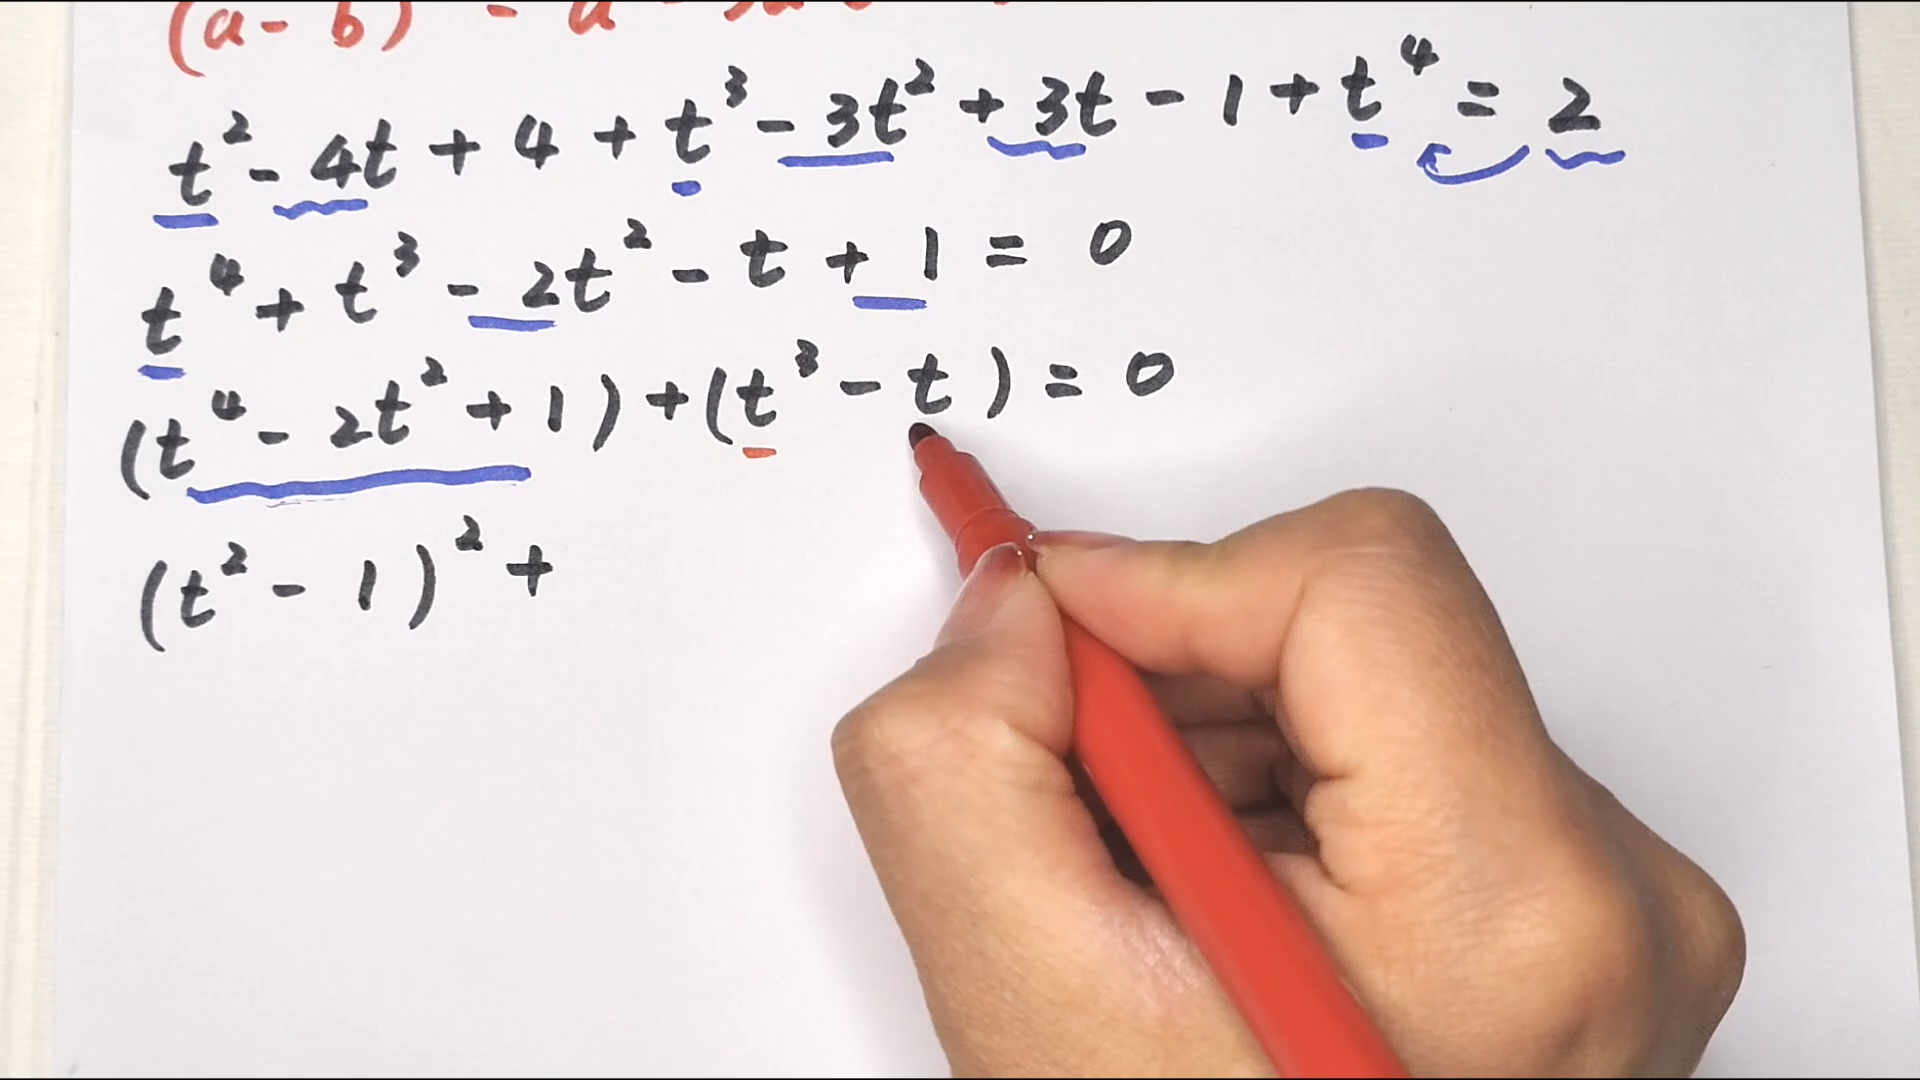 (a - b) = a - 3a
t² - 4t + 4 + t³ - 3t² + 3t - 1 + t⁴ = 2
t⁴ + t³ - 2t² - t + 1 = 0
(t⁴ - 2t² + 1) + (t³ - t) = 0
(t² - 1)² +